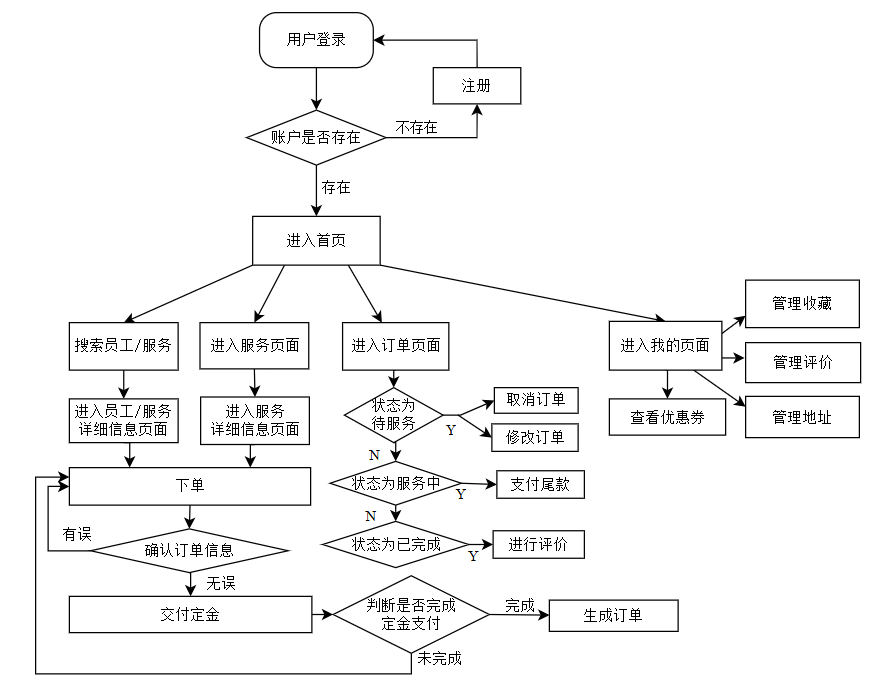 用户登录
注册
账户是否存在
不存在
存在
进入首页
搜索员工/服务
进入服务页面
进入订单页面
进入我的页面
管理收藏
管理评价
管理地址
查看优惠券
进入员工/服务
详细信息页面
进入服务
详细信息页面
状态为
待服务
Y
取消订单
修改订单
N
下单
状态为服务中
Y
支付尾款
N
有误
确认订单信息
状态为已完成
Y
进行评价
无误
交付定金
判断是否完成
定金支付
完成
生成订单
未完成